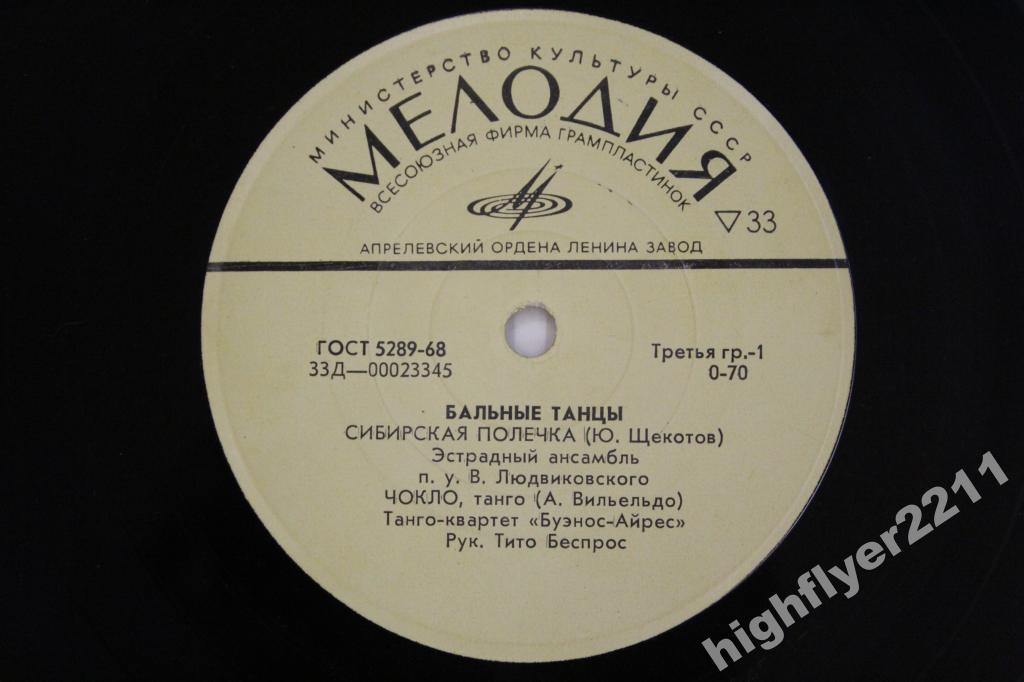 МИНИСТЕРСТВО КУЛЬТУРЫ СССР
МЕЛОДИЯ
ВСЕСОЮЗНАЯ ФИРМА ГРАМПЛАСТИНОК
▽33
АПРЕЛЕВСКИЙ ОРДЕНА ЛЕНИНА ЗАВОД
ГОСТ 5289-68
33Д—00023345
Третья гр.-1
0-70
БАЛЬНЫЕ ТАНЦЫ
СИБИРСКАЯ ПОЛЕЧКА (Ю. Щекотов)
Эстрадный ансамбль
п. у. В. Людвиковского
ЧОКЛО, танго (А. Вильельдо)
Танго-квартет «Буэнос-Айрес»
Рук. Тито Беспрос
highflyer2211